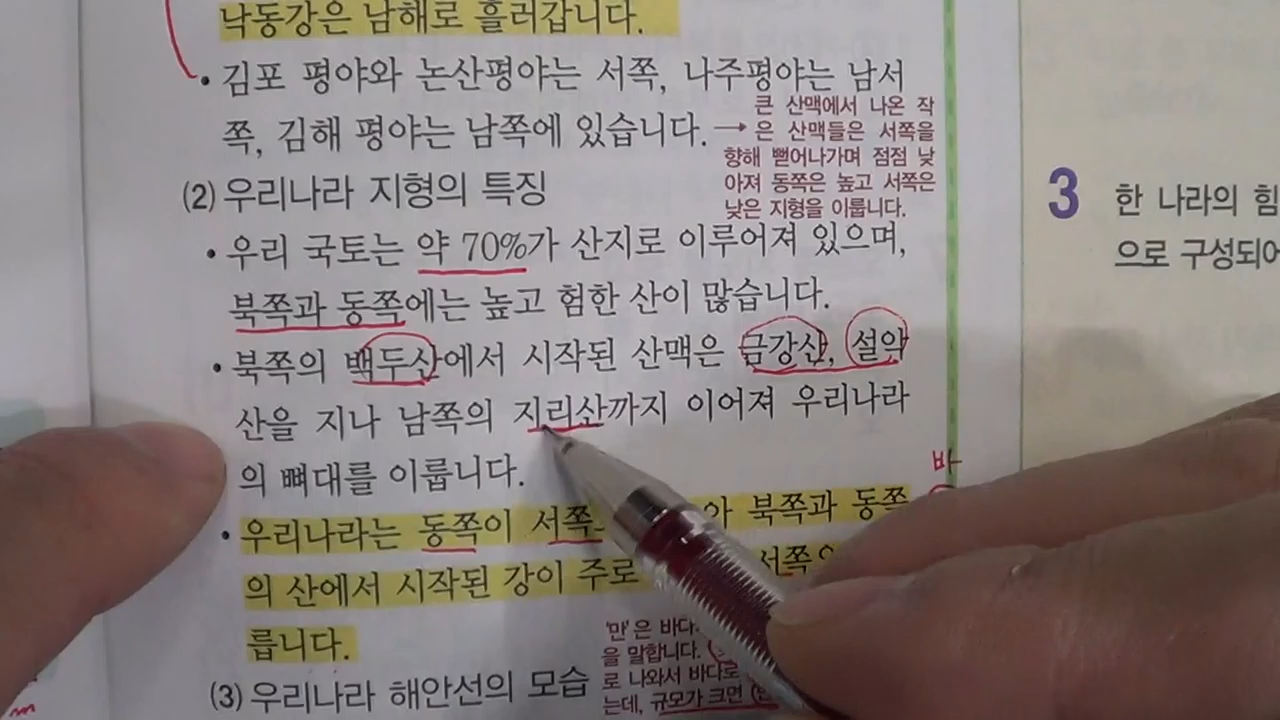 낙동강은 남해로 흘러갑니다.
• 김포 평야와 논산평야는 서쪽, 나주평야는 남서
쪽, 김해 평야는 남쪽에 있습니다.
→ 큰 산맥에서 나온 작
은 산맥들은 서쪽을
향해 뻗어나가며 점점 낮
아져 동쪽은 높고 서쪽은
낮은 지형을 이룹니다.
(2) 우리나라 지형의 특징
• 우리 국토는 약 70%가 산지로 이루어져 있으며,
북쪽과 동쪽에는 높고 험한 산이 많습니다.
• 북쪽의 백두산에서 시작된 산맥은 금강산, 설악
산을 지나 남쪽의 지리산까지 이어져 우리나라
의 뼈대를 이룹니다.
• 우리나라는 동쪽이 서쪽 북쪽과 동쪽
의 산에서 시작된 강이 주로 서쪽
릅니다.
'만'은 바다
을 말합니다.
로 나와서 바다로
는데, 규모가 크면
(3) 우리나라 해안선의 모습
바
3 한 나라의 힘
으로 구성되어